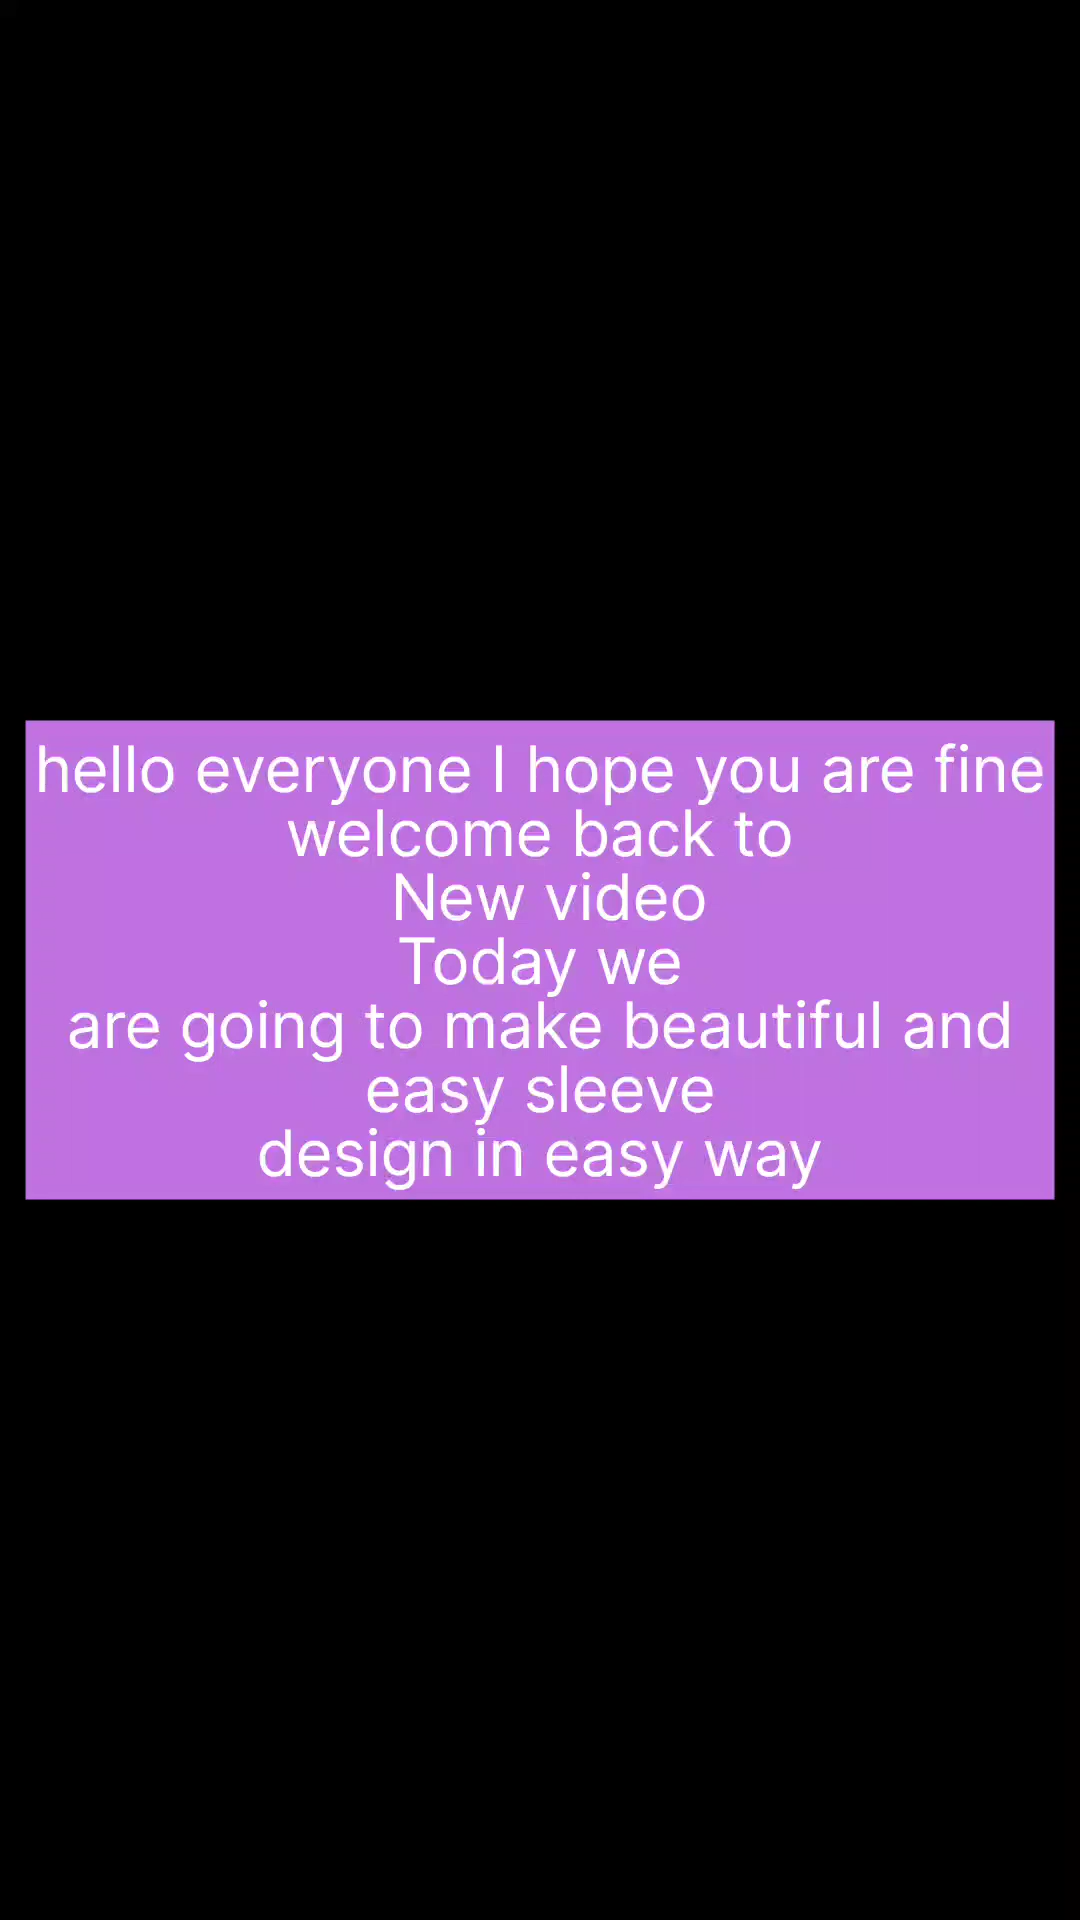 hello everyone I hope you are fine
welcome back to
New video
Today we
are going to make beautiful and
easy sleeve
design in easy way